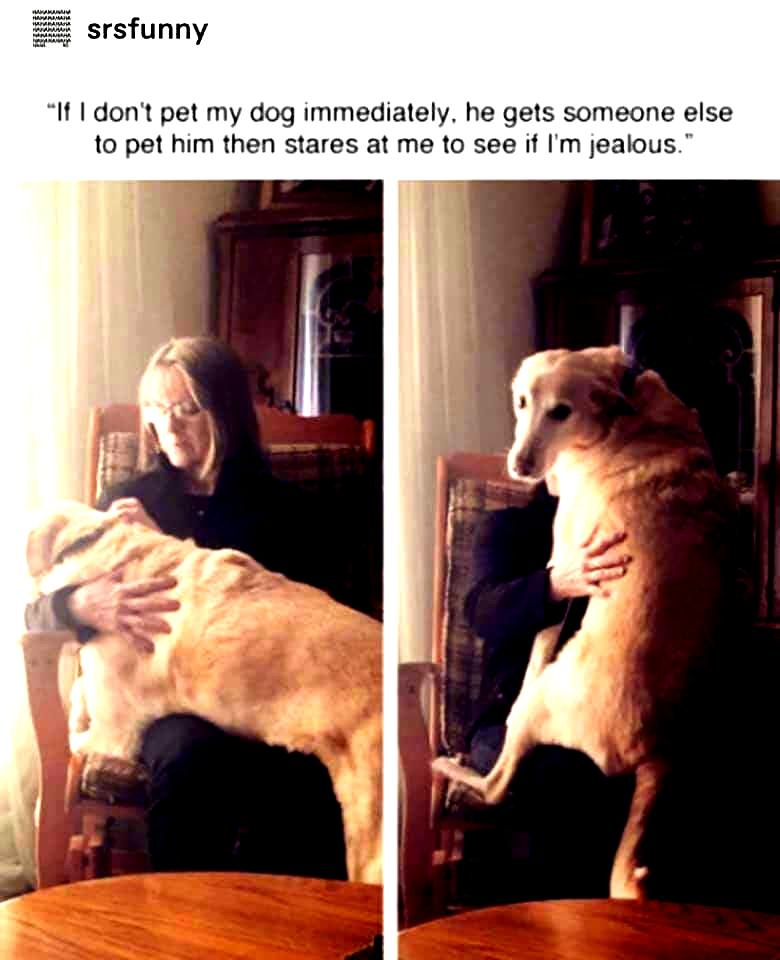 srsfunny
"If I don't pet my dog immediately, he gets someone else
to pet him then stares at me to see if I'm jealous."